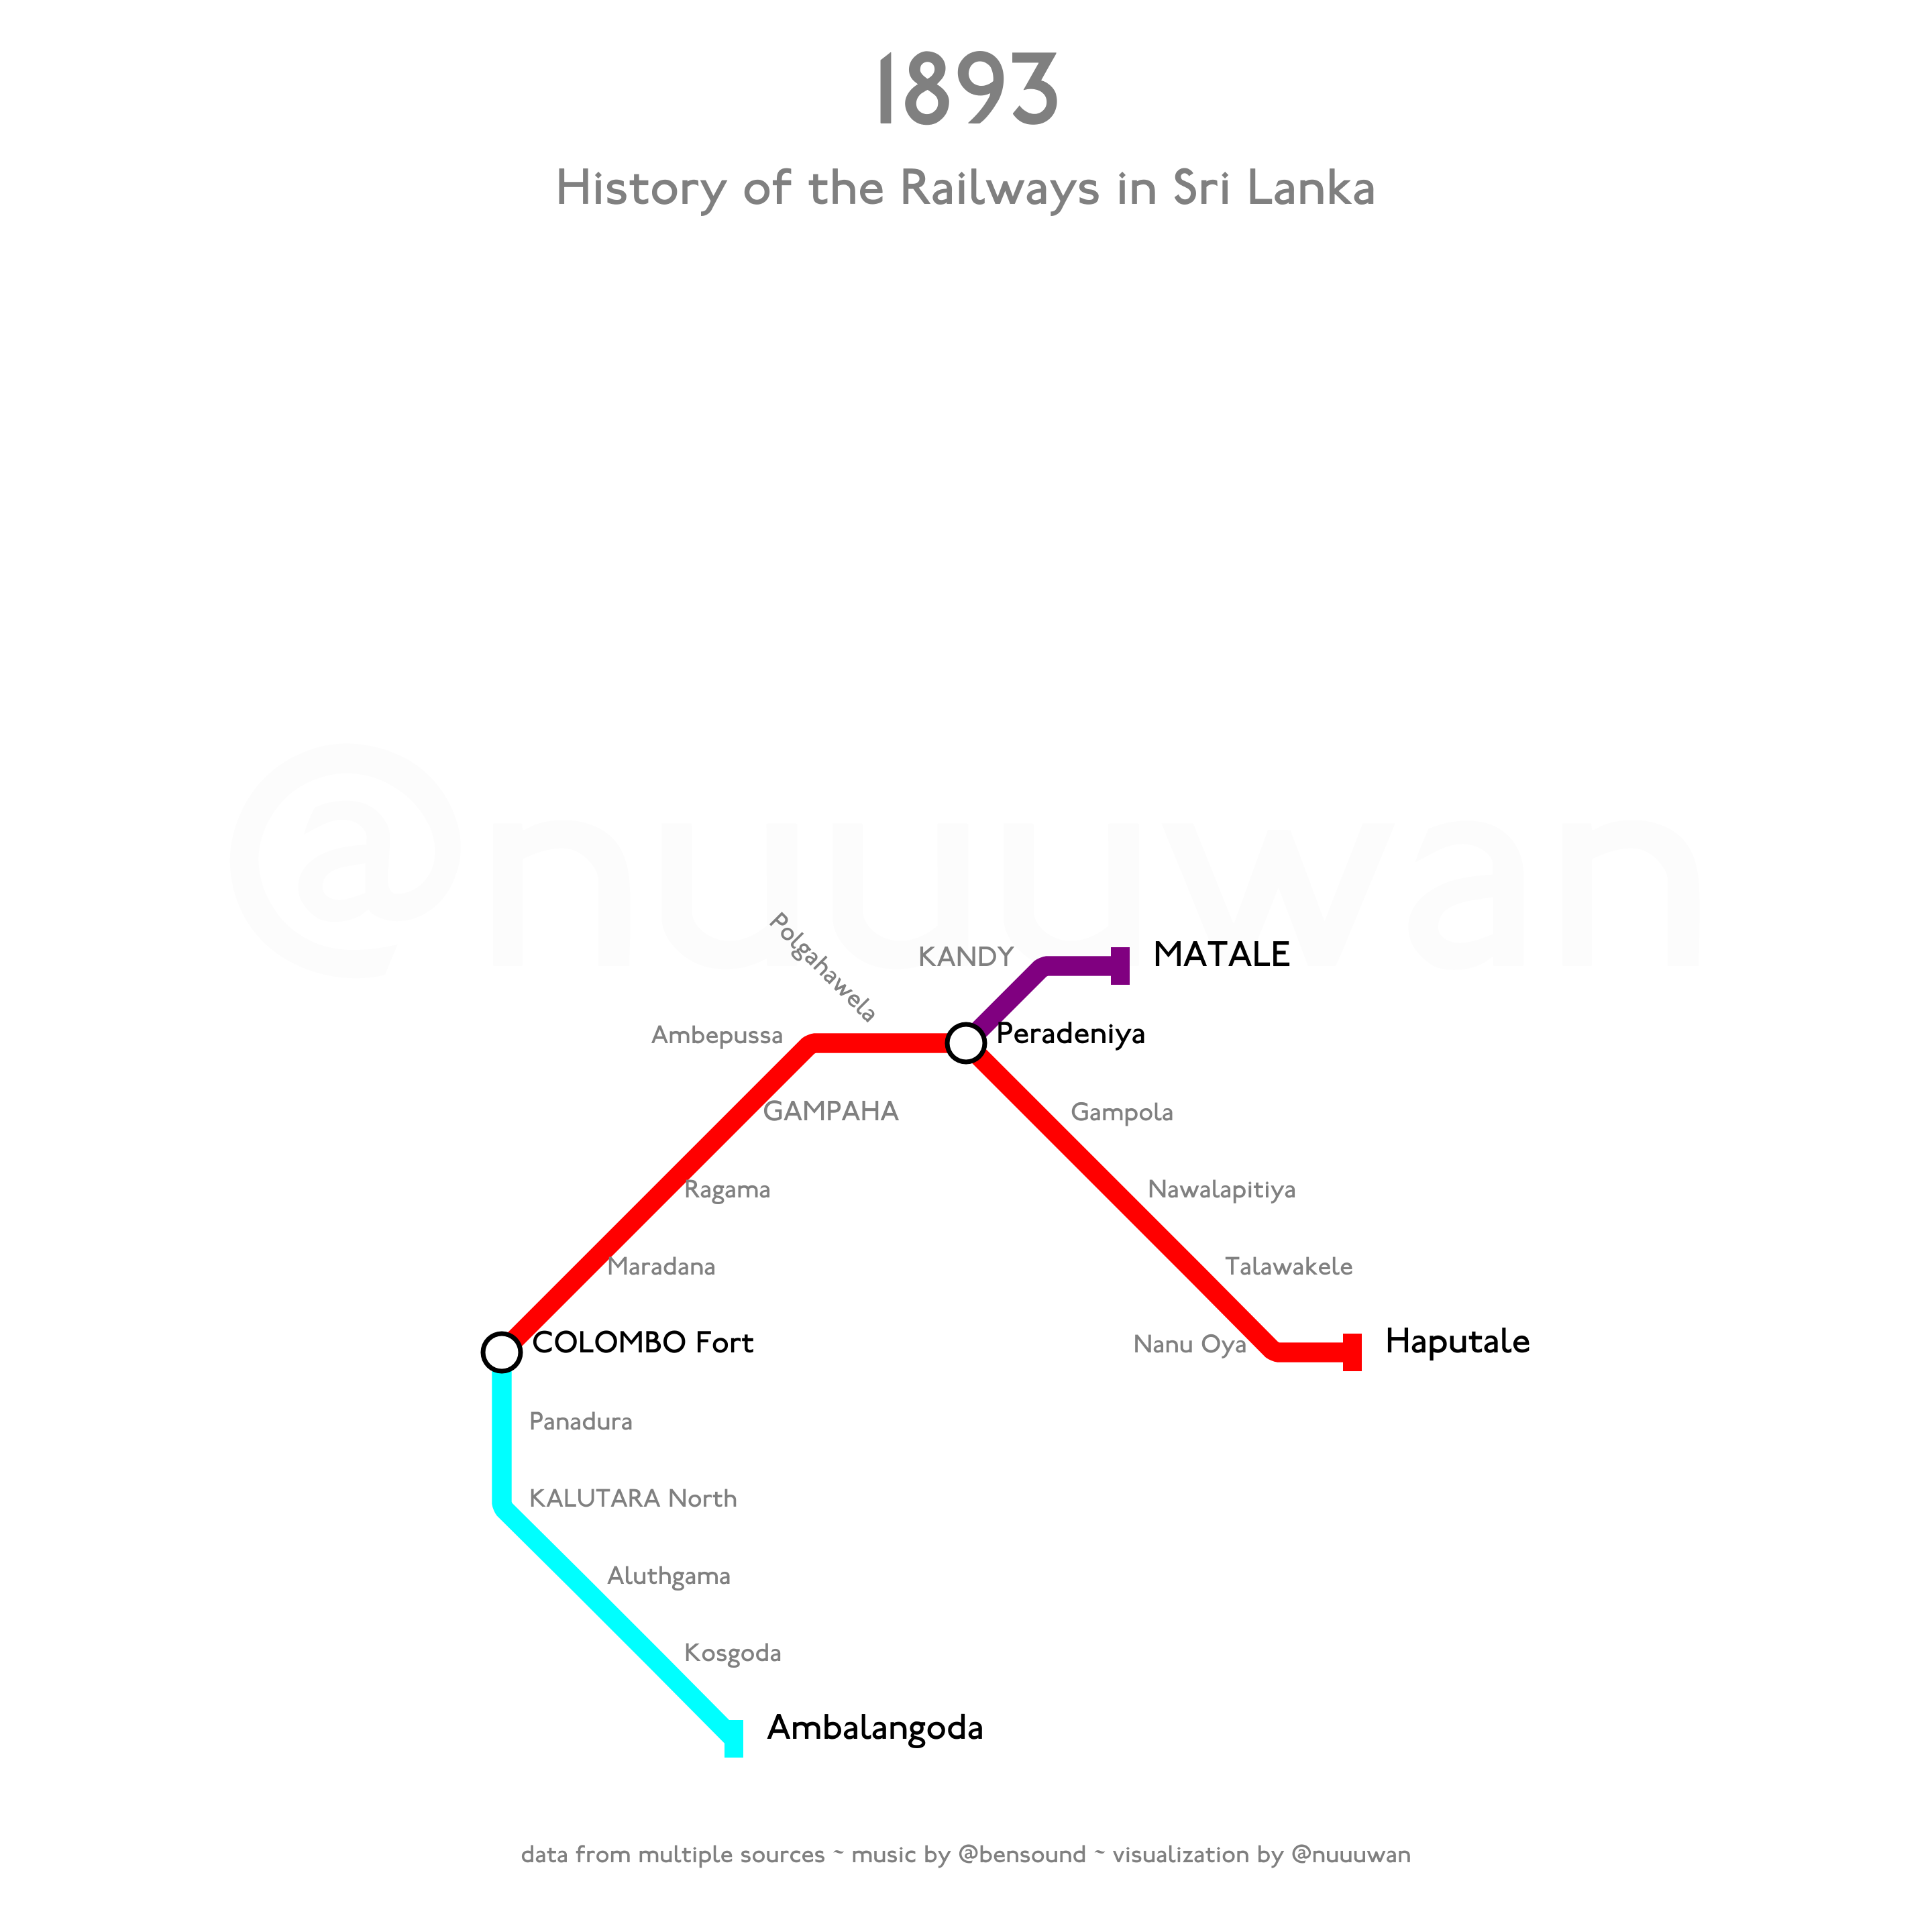 1893
History of the Railways in Sri Lanka
@nuuuwan
Polgahawela
KANDY
MATALE
Ambepussa
Peradeniya
GAMPAHA
Gampola
Ragama
Nawalapitiya
Maradana
Talawakele
COLOMBO Fort
Nanu Oya
Haputale
Panadura
KALUTARA North
Aluthgama
Kosgoda
Ambalangoda
data from multiple sources ~ music by @bensound ~ visualization by @nuuuwan